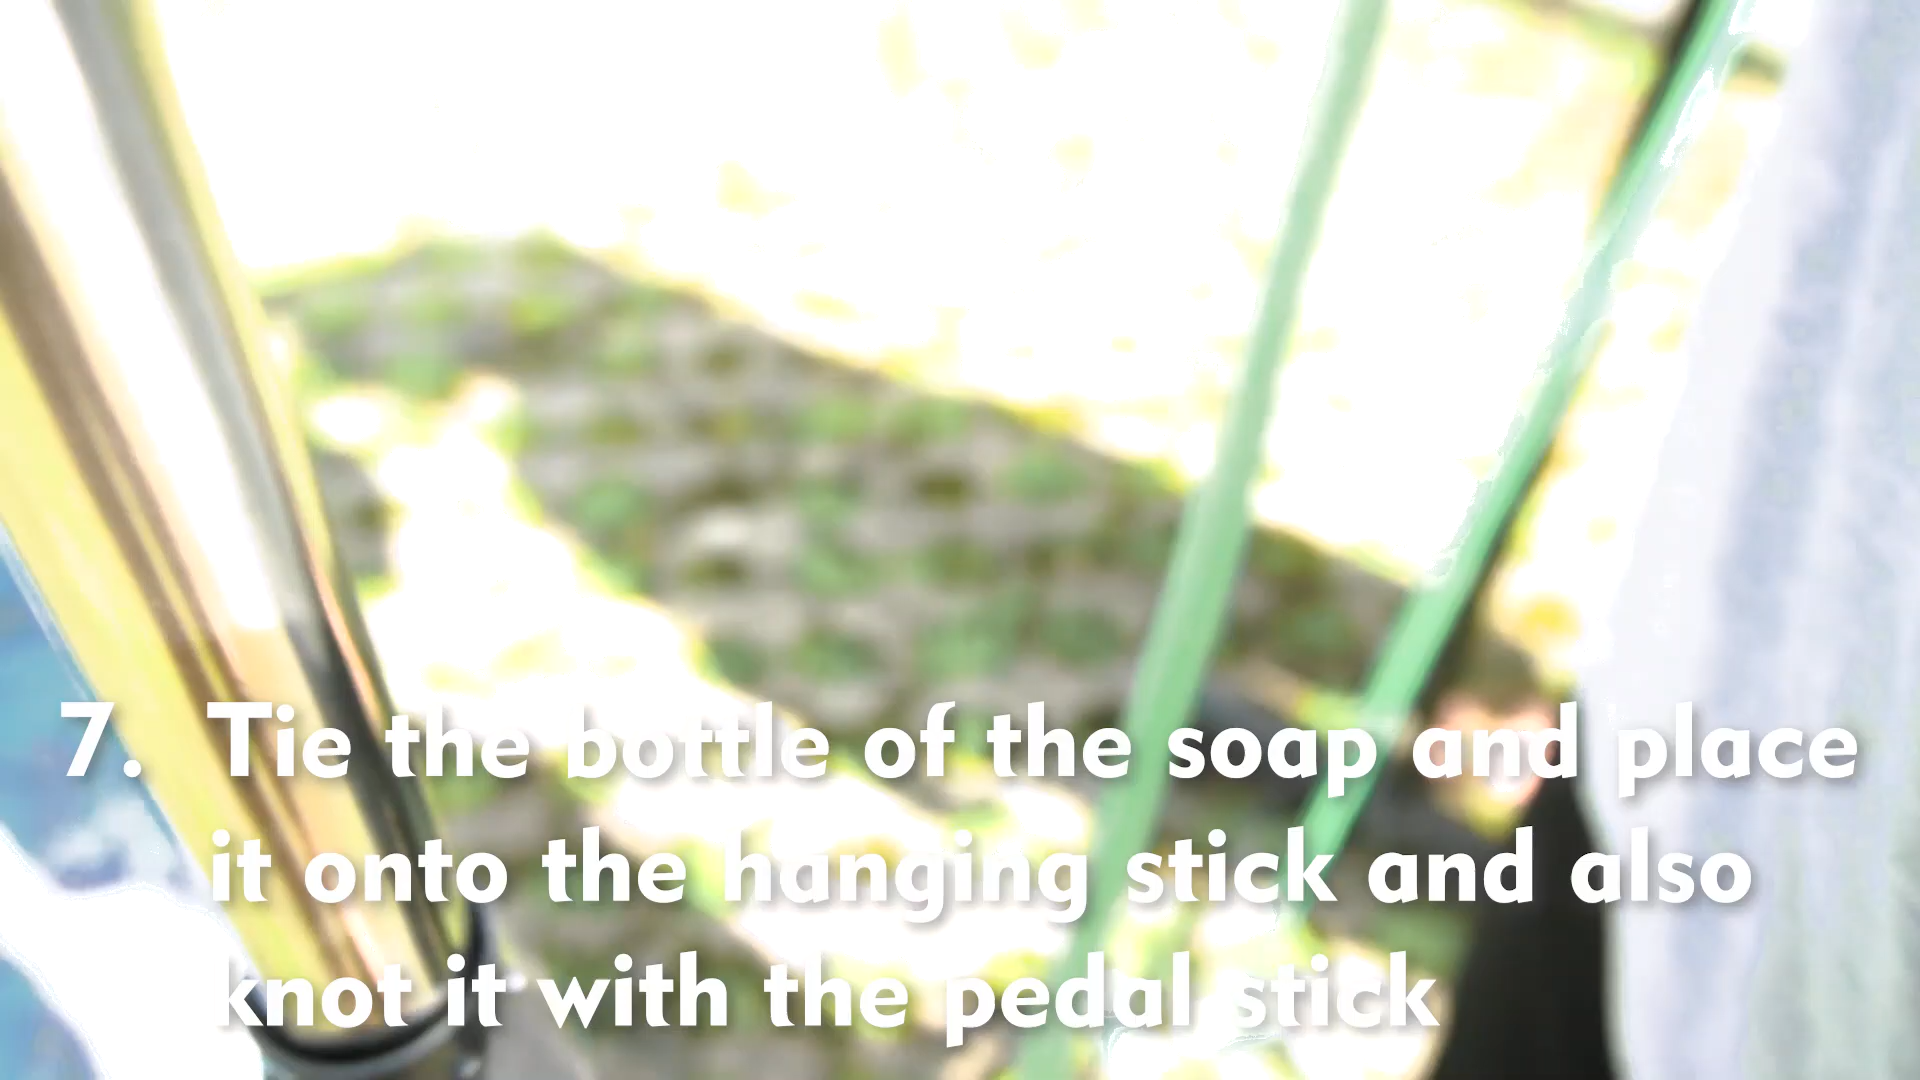 7. Tie the bottle of the soap and place
it onto the hanging stick and also
knot it with the pedal stick